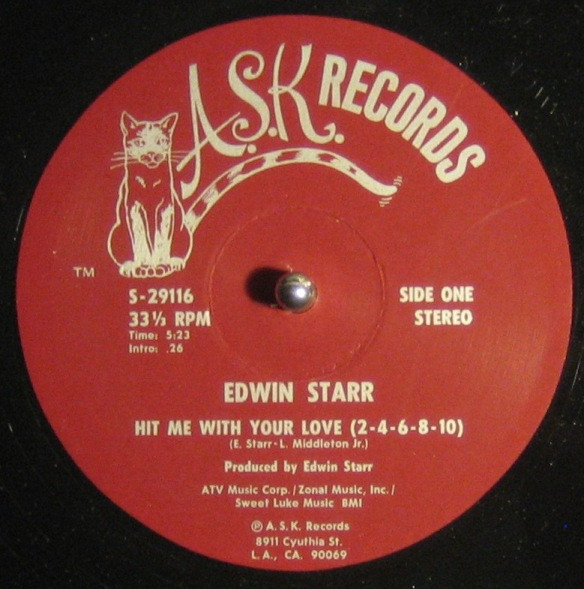 A.S.K. RECORDS
TM
S-29116
33⅓ RPM
Time: 5:23
Intro: .26
SIDE ONE
STEREO
EDWIN STARR
HIT ME WITH YOUR LOVE (2-4-6-8-10)
(E. Starr-L. Middleton Jr.)
Produced by Edwin Starr
ATV Music Corp./Zonal Music, Inc./
Sweet Luke Music BMI
℗ A.S.K. Records
8911 Cyuthia St.
L.A., CA. 90069